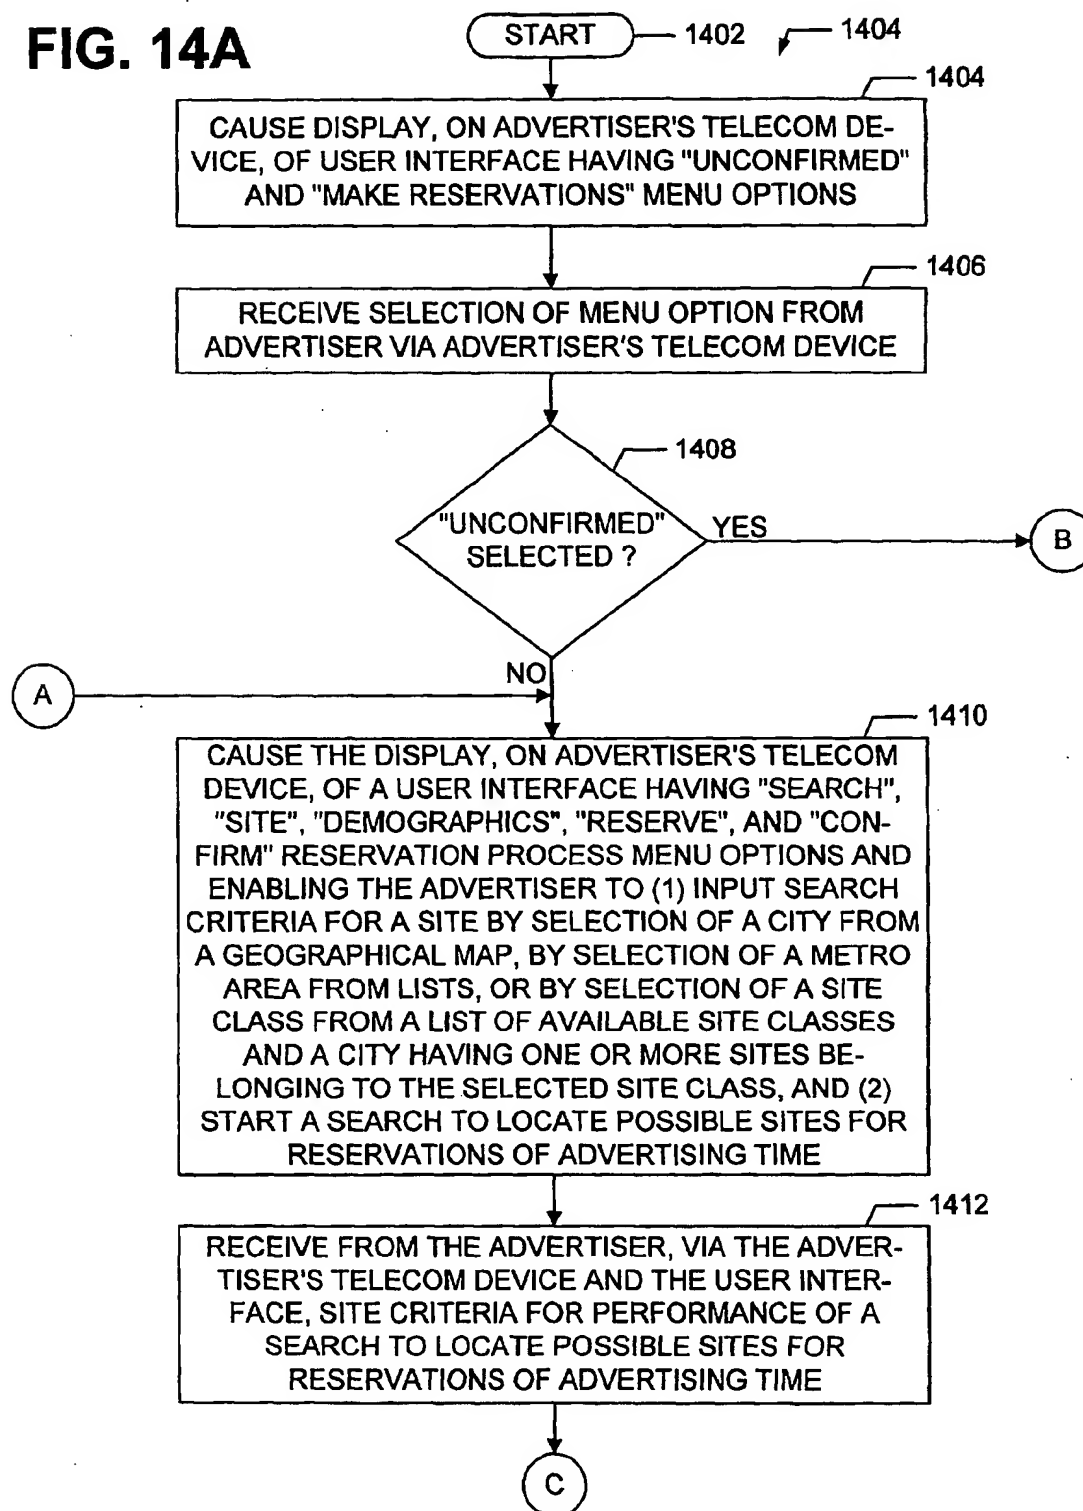 FIG. 14A
START
1402
1404
1404
CAUSE DISPLAY, ON ADVERTISER'S TELECOM DE-
VICE, OF USER INTERFACE HAVING "UNCONFIRMED"
AND "MAKE RESERVATIONS" MENU OPTIONS
1406
RECEIVE SELECTION OF MENU OPTION FROM
ADVERTISER VIA ADVERTISER'S TELECOM DEVICE
1408
"UNCONFIRMED"
SELECTED ?
YES
B
NO
A
1410
CAUSE THE DISPLAY, ON ADVERTISER'S TELECOM
DEVICE, OF A USER INTERFACE HAVING "SEARCH",
"SITE", "DEMOGRAPHICS", "RESERVE", AND "CON-
FIRM" RESERVATION PROCESS MENU OPTIONS AND
ENABLING THE ADVERTISER TO (1) INPUT SEARCH
CRITERIA FOR A SITE BY SELECTION OF A CITY FROM
A GEOGRAPHICAL MAP, BY SELECTION OF A METRO
AREA FROM LISTS, OR BY SELECTION OF A SITE
CLASS FROM A LIST OF AVAILABLE SITE CLASSES
AND A CITY HAVING ONE OR MORE SITES BE-
LONGING TO THE SELECTED SITE CLASS, AND (2)
START A SEARCH TO LOCATE POSSIBLE SITES FOR
RESERVATIONS OF ADVERTISING TIME
1412
RECEIVE FROM THE ADVERTISER, VIA THE ADVER-
TISER'S TELECOM DEVICE AND THE USER INTER-
FACE, SITE CRITERIA FOR PERFORMANCE OF A
SEARCH TO LOCATE POSSIBLE SITES FOR
RESERVATIONS OF ADVERTISING TIME
C